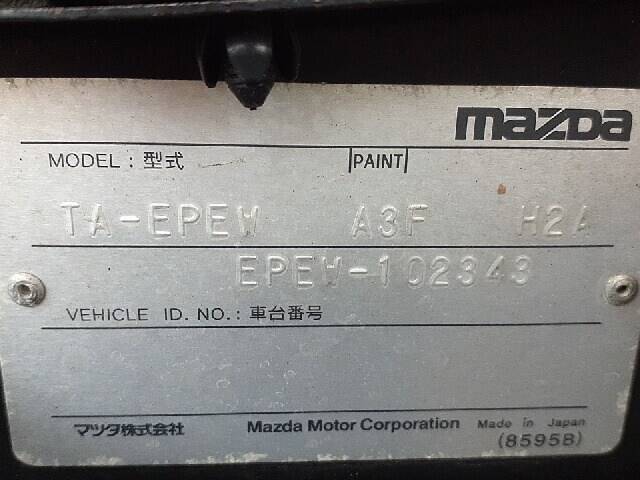 mazda
MODEL : 型式 PAINT
TA-EPEW A3F H2A
EPEW-102343
VEHICLE ID. NO. : 車台番号
マツダ株式会社 Mazda Motor Corporation Made in Japan
(8595B)